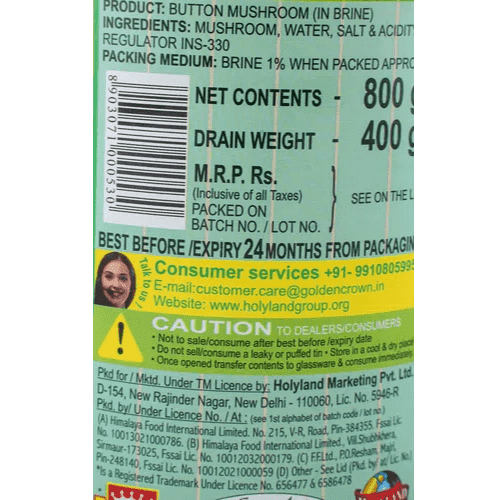 PRODUCT: BUTTON MUSHROOM (IN BRINE)
INGREDIENTS: MUSHROOM, WATER, SALT & ACIDITY
REGULATOR INS-330
PACKING MEDIUM: BRINE 1% WHEN PACKED APPRO
8903071000530
NET CONTENTS - 800 g
DRAIN WEIGHT - 400 g
M.R.P. Rs.
(Inclusive of all Taxes)
PACKED ON
BATCH NO. / LOT NO.
SEE ON THE L
BEST BEFORE /EXPIRY 24 MONTHS FROM PACKAGIN
Talk to us /
Consumer services +91- 9910805995
E-mail:customer.care@goldencrown.in
Website: www.holylandgroup.org
CAUTION TO DEALERS/CONSUMERS
• Not to sale/consume after best before /expiry date
• Do not sell/consume a leaky or puffed tin • Store in a cool & dry place
• Once opened transfer contents to glassware & consume immediately
Pkd for / Mktd. Under TM Licence by: Holyland Marketing Pvt. Ltd.
D-154, New Rajinder Nagar, New Delhi - 110060, Lic. No. 5946-R
Pkd. by/ Under Licence No. / At : (see 1st alphabet of batch code / lot no.)
(A) Himalaya Food International Limited. No. 215, V-R, Road, Pin-384355. Fssai Lic.
No. 10013021000786. (B) Himalaya Food International Limited., Vill.Shubhkhera,
Sirmaur-173025, Fssai Lic. No. 10012032000179. (C) F.F.Ltd., P.O.Resham, Majri,
Pin-248140, Fssai Lic. No. 10012021000059 (D) Other - See Lid (Pkd. by/ at/ Lic. No.)
*Is a Registered Trademark Under Licence No. 656477 & 6586478